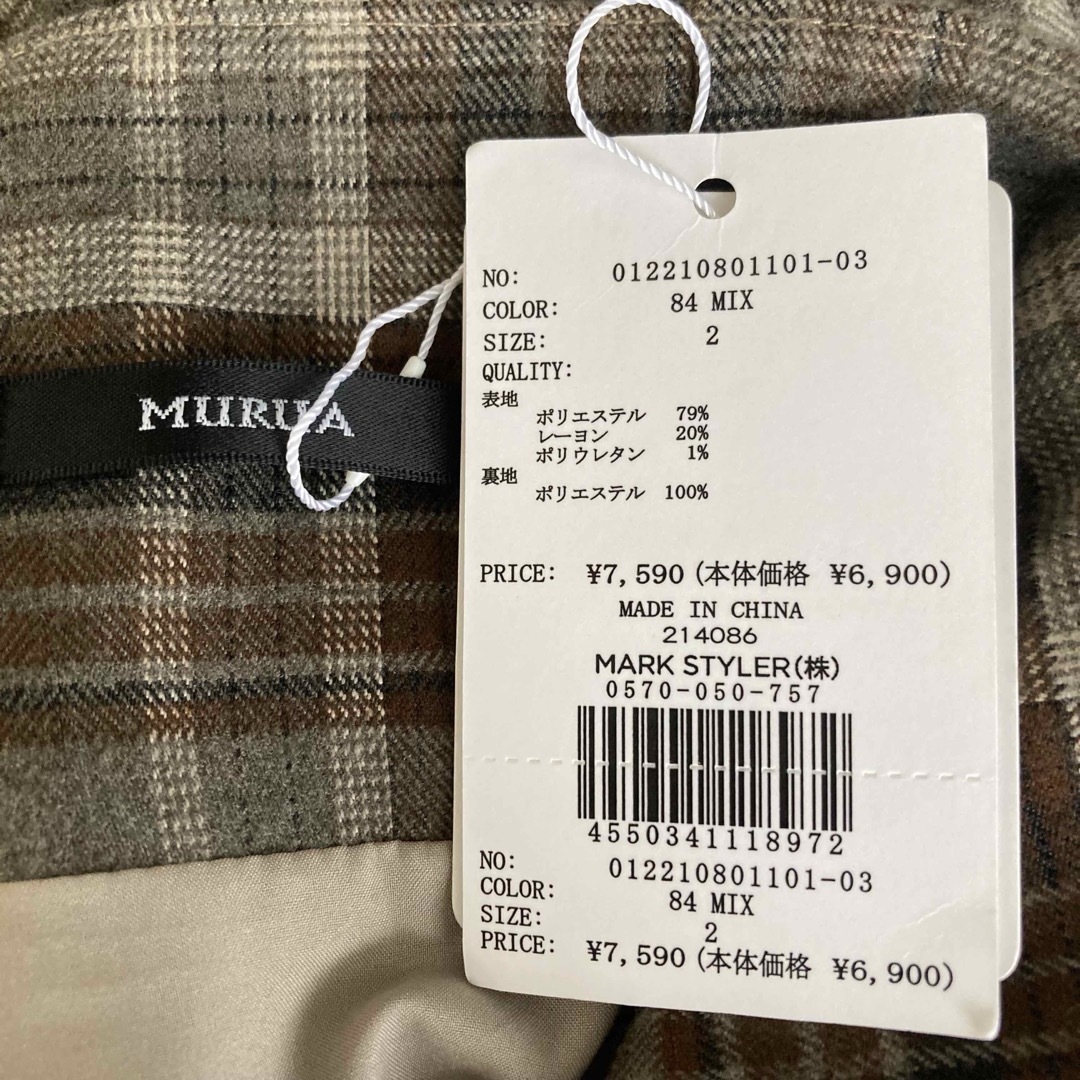 MURUA
NO: 012210801101-03
COLOR: 84 MIX
SIZE: 2
QUALITY:
表地
ポリエステル 79%
レーヨン 20%
ポリウレタン 1%
裏地
ポリエステル 100%
PRICE: ¥7,590 (本体価格 ¥6,900)
MADE IN CHINA
214086
MARK STYLER(株)
0570-050-757
4550341118972
NO: 012210801101-03
COLOR: 84 MIX
SIZE: 2
PRICE: ¥7,590 (本体価格 ¥6,900)